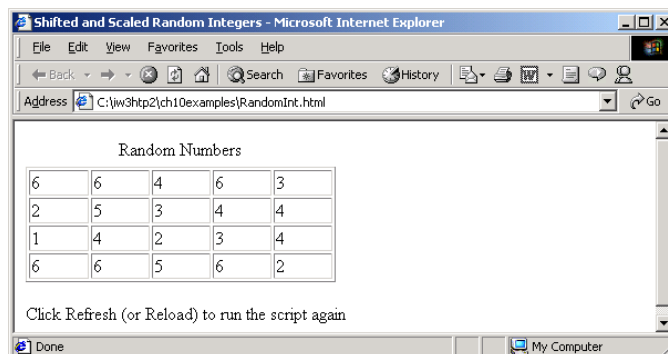 Shifted and Scaled Random Integers - Microsoft Internet Explorer
File Edit View Favorites Tools Help
Back Search Favorites History
Address C:\iw3htp2\ch10examples\RandomInt.html Go
Random Numbers
6 6 4 6 3
2 5 3 4 4
1 4 2 3 4
6 6 5 6 2
Click Refresh (or Reload) to run the script again
Done My Computer